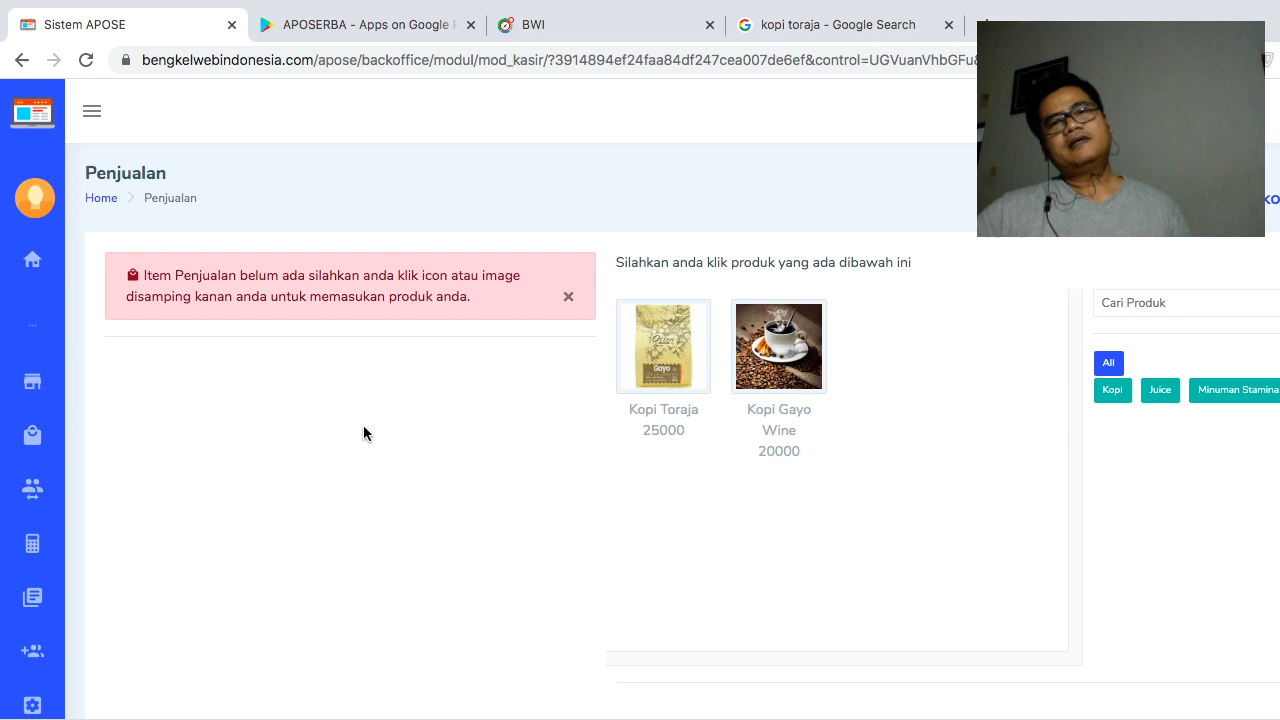 Sistem APOSE
APOSERBA - Apps on Google P
BWI
kopi toraja - Google Search
bengkelwebindonesia.com/apose/backoffice/modul/mod_kasir/?3914894ef24faa84df247cea007de6ef&control=UGVuanVhbGFu&
Penjualan
Home
Penjualan
Item Penjualan belum ada silahkan anda klik icon atau image
disamping kanan anda untuk memasukan produk anda.
Silahkan anda klik produk yang ada dibawah ini
Gayo
Kopi Toraja
25000
Kopi Gayo
Wine
20000
Cari Produk
All
Kopi
Juice
Minuman Stamina